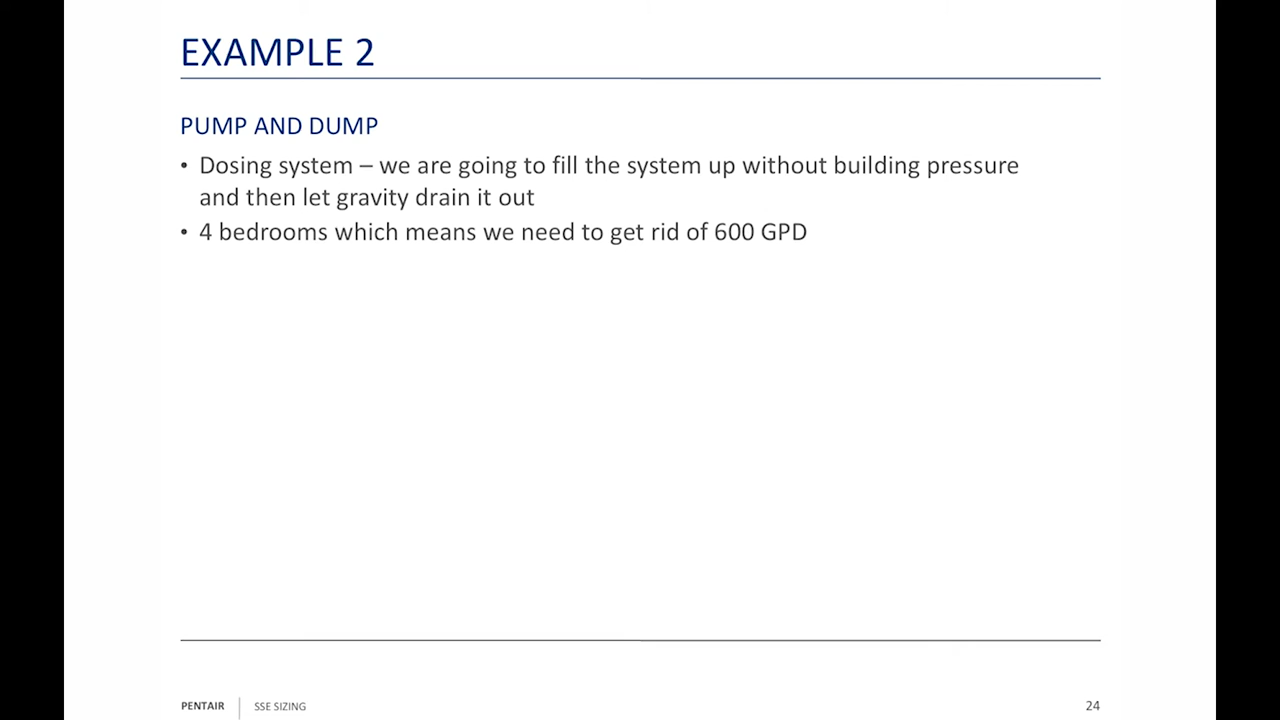 EXAMPLE 2
PUMP AND DUMP
• Dosing system – we are going to fill the system up without building pressure
and then let gravity drain it out
• 4 bedrooms which means we need to get rid of 600 GPD
PENTAIR
SSE SIZING
24